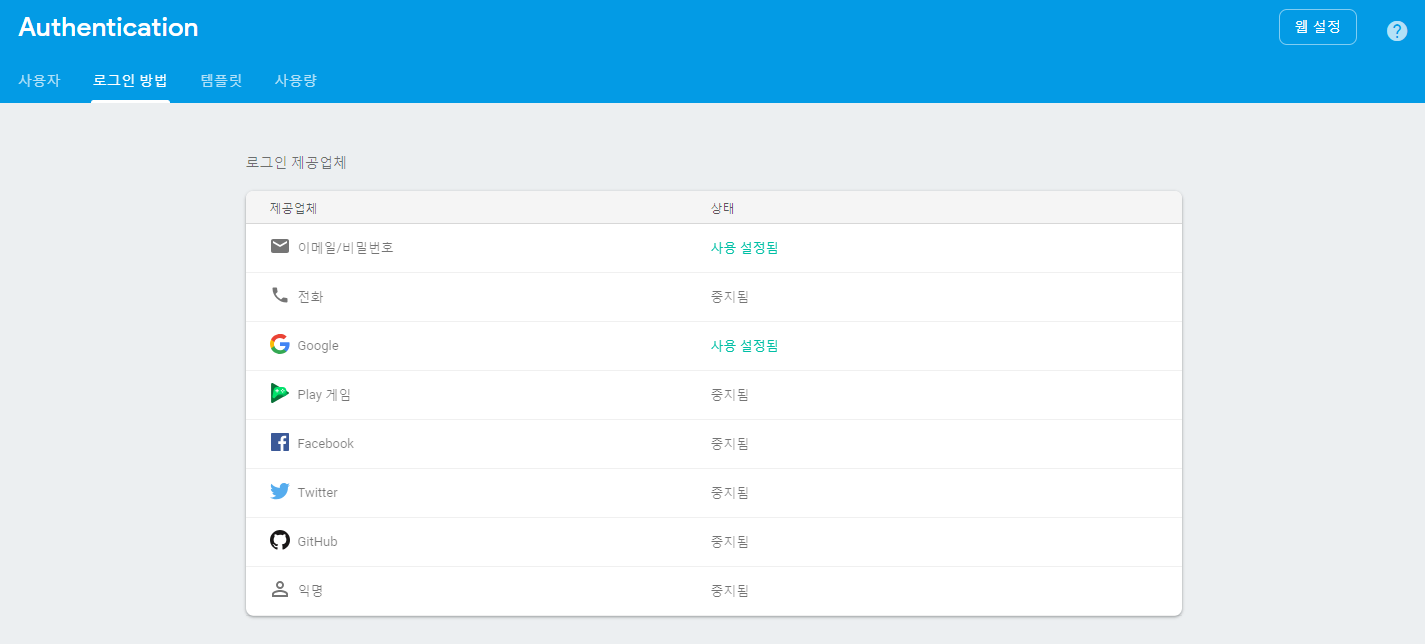 Authentication
웹 설정
사용자 로그인 방법 템플릿 사용량
로그인 제공업체
제공업체 상태
이메일/비밀번호 사용 설정됨
전화 중지됨
Google 사용 설정됨
Play 게임 중지됨
Facebook 중지됨
Twitter 중지됨
GitHub 중지됨
익명 중지됨